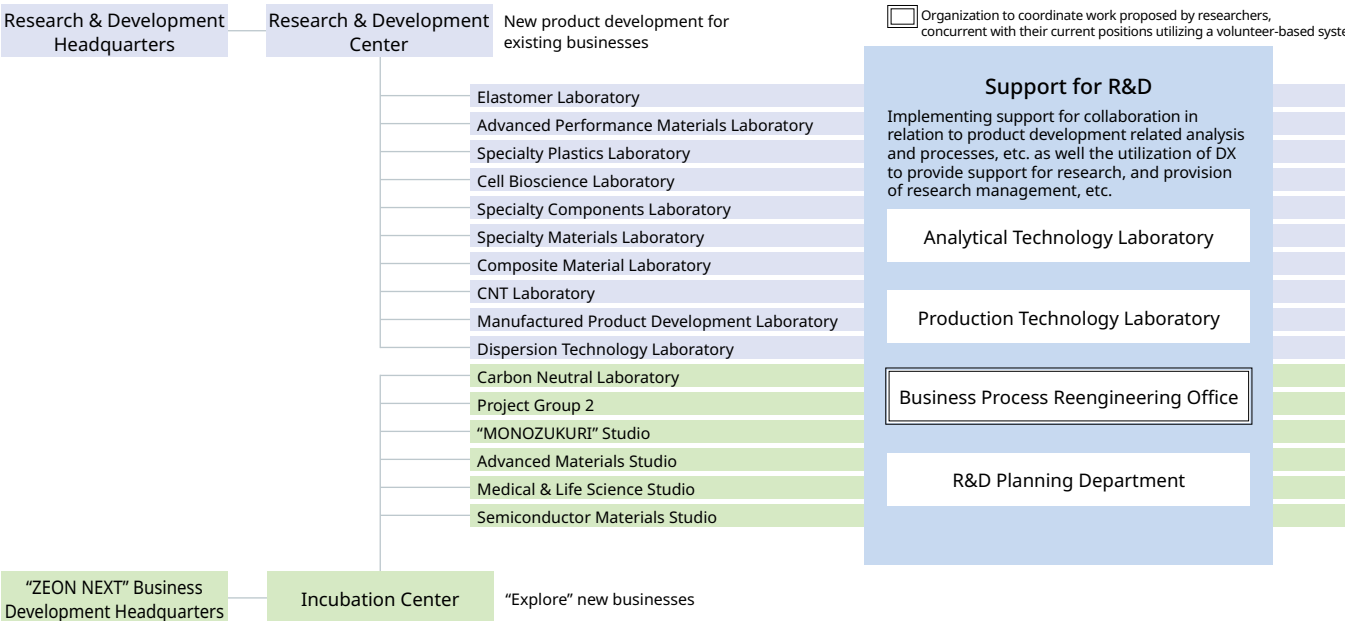 Research & Development
Headquarters
Research & Development
Center
New product development for
existing businesses
Organization to coordinate work proposed by researchers,
concurrent with their current positions utilizing a volunteer-based
Elastomer Laboratory
Advanced Performance Materials Laboratory
Specialty Plastics Laboratory
Cell Bioscience Laboratory
Specialty Components Laboratory
Specialty Materials Laboratory
Composite Material Laboratory
CNT Laboratory
Manufactured Product Development Laboratory
Dispersion Technology Laboratory
Carbon Neutral Laboratory
Project Group 2
“MONOZUKURI” Studio
Advanced Materials Studio
Medical & Life Science Studio
Semiconductor Materials Studio
Support for R&D
Implementing support for collaboration in
relation to product development related analysis
and processes, etc. as well the utilization of DX
to provide support for research, and provision
of research management, etc.
Analytical Technology Laboratory
Production Technology Laboratory
Business Process Reengineering Office
R&D Planning Department
“ZEON NEXT” Business
Development Headquarters
Incubation Center
“Explore” new businesses